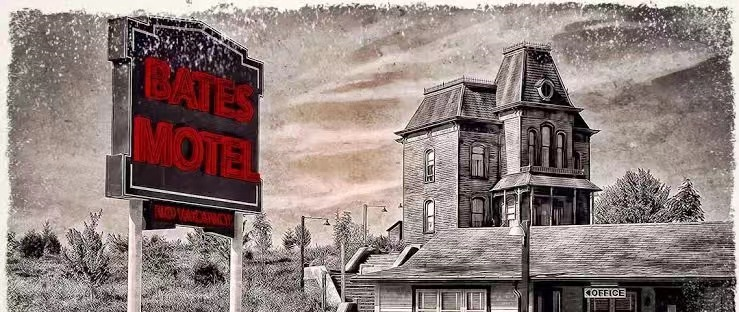 BATES
MOTEL
NO VACANCY
OFFICE